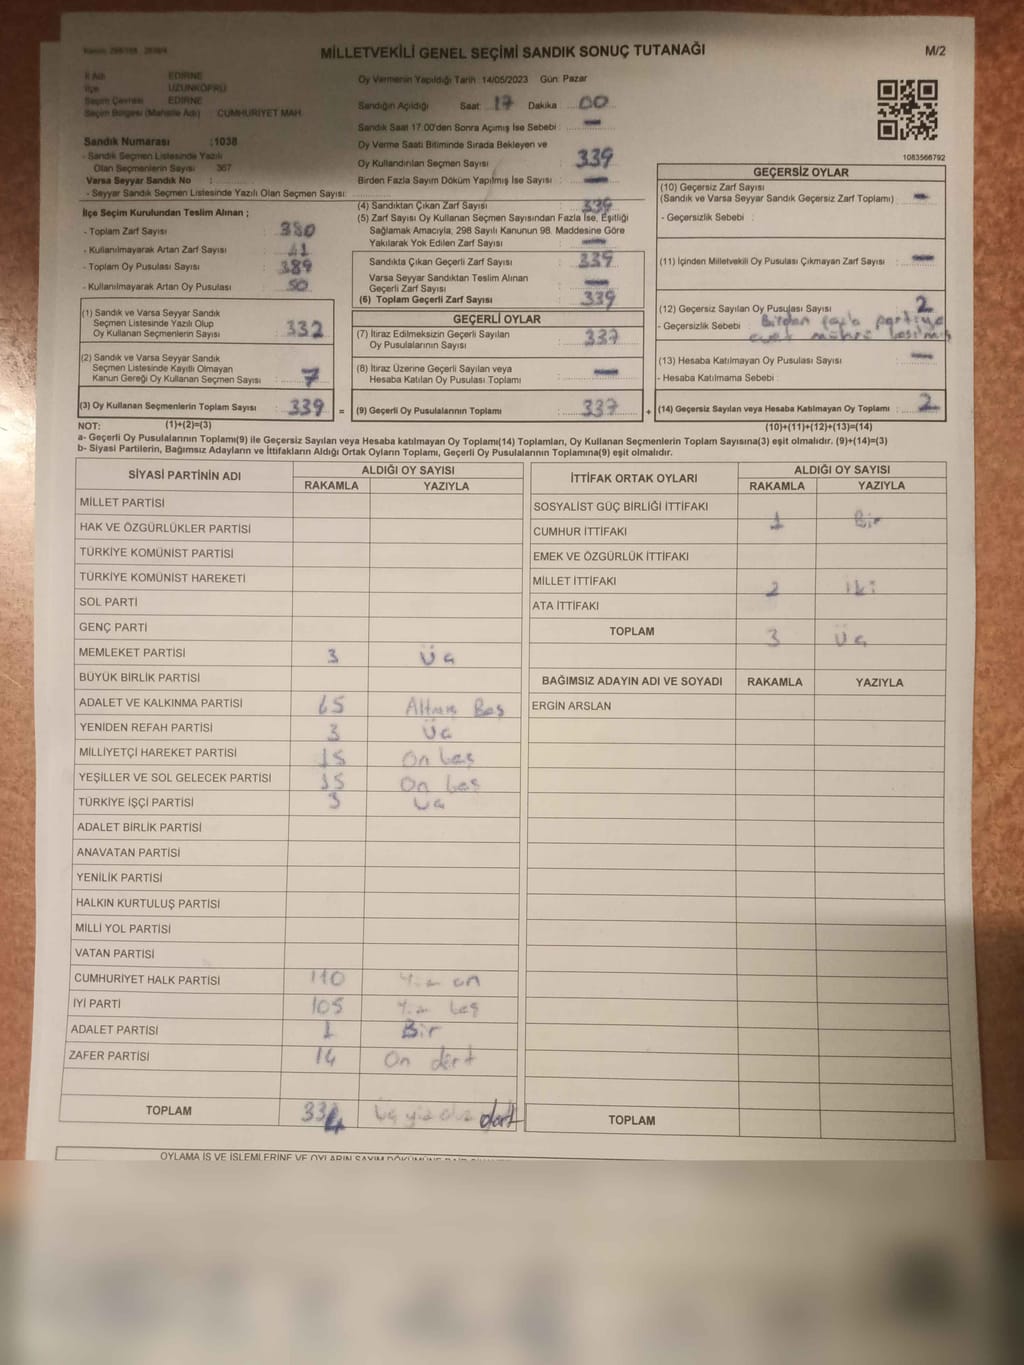 MİLLETVEKİLİ GENEL SEÇİMİ SANDIK SONUÇ TUTANAĞI
M/2
İl Adı EDİRNE
İlçe UZUNKÖPRÜ
Seçim Çevresi EDİRNE
Seçim Bölgesi (Mahalle Adı) CUMHURİYET MAH
Sandık Numarası :1038
- Sandık Seçmen Listesinde Yazılı
Olan Seçmenlerin Sayısı 367
Varsa Seyyar Sandık No :
- Seyyar Sandık Seçmen Listesinde Yazılı Olan Seçmen Sayısı:
Oy Vermenin Yapıldığı Tarih :14/05/2023 Gün: Pazar
Sandığın Açıldığı Saat: 17 Dakika: 00
Sandık Saat 17:00'den Sonra Açımış İse Sebebi : —
Oy Verme Saati Bitiminde Sırada Bekleyen ve
Oy Kullandırılan Seçmen Sayısı : 339
Birden Fazla Sayım Döküm Yapılmış İse Sayısı : —
1083566792
İlçe Seçim Kurulundan Teslim Alınan ;
- Toplam Zarf Sayısı : 380
- Kullanılmayarak Artan Zarf Sayısı : 41
- Toplam Oy Pusulası Sayısı : 389
- Kullanılmayarak Artan Oy Pusulası : 50
(1) Sandık ve Varsa Seyyar Sandık
Seçmen Listesinde Yazılı Olup
Oy Kullanan Seçmenlerin Sayısı : 332
(2) Sandık ve Varsa Seyyar Sandık
Seçmen Listesinde Kayıtlı Olmayan
Kanun Gereği Oy Kullanan Seçmen Sayısı : 7
(3) Oy Kullanan Seçmenlerin Toplam Sayısı : 339 =
(4) Sandıktan Çıkan Zarf Sayısı : 339
(5) Zarf Sayısı Oy Kullanan Seçmen Sayısından Fazla İse, Eşitliği
Sağlamak Amacıyla, 298 Sayılı Kanunun 98. Maddesine Göre
Yakılarak Yok Edilen Zarf Sayısı : —
Sandıkta Çıkan Geçerli Zarf Sayısı : 339
Varsa Seyyar Sandıktan Teslim Alınan
Geçerli Zarf Sayısı : —
(6) Toplam Geçerli Zarf Sayısı : 339
GEÇERLİ OYLAR
(7) İtiraz Edilmeksizin Geçerli Sayılan
Oy Pusulalarının Sayısı : 337
(8) İtiraz Üzerine Geçerli Sayılan veya
Hesaba Katılan Oy Pusulası Toplamı : —
(9) Geçerli Oy Pusulalarının Toplamı : 337 +
GEÇERSİZ OYLAR
(10) Geçersiz Zarf Sayısı
(Sandık ve Varsa Seyyar Sandık Geçersiz Zarf Toplamı) : —
- Geçersizlik Sebebi :
(11) İçinden Milletvekili Oy Pusulası Çıkmayan Zarf Sayısı : —
(12) Geçersiz Sayılan Oy Pusulası Sayısı : 2
- Geçersizlik Sebebi : Birden fazla partiye
evet mührü basılmış
(13) Hesaba Katılmayan Oy Pusulası Sayısı : —
- Hesaba Katılmama Sebebi :
(14) Geçersiz Sayılan veya Hesaba Katılmayan Oy Toplamı : 2
NOT: (1)+(2)=(3) (10)+(11)+(12)+(13)=(14)
a- Geçerli Oy Pusulalarının Toplamı(9) ile Geçersiz Sayılan veya Hesaba katılmayan Oy Toplamı(14) Toplamları, Oy Kullanan Seçmenlerin Toplam Sayısına(3) eşit olmalıdır. (9)+(14)=(3)
b- Siyasi Partilerin, Bağımsız Adayların ve İttifakların Aldığı Ortak Oyların Toplamı, Geçerli Oy Pusulalarının Toplamına(9) eşit olmalıdır.
SİYASİ PARTİNİN ADI ALDIĞI OY SAYISI
RAKAMLA YAZIYLA
MİLLET PARTİSİ
HAK VE ÖZGÜRLÜKLER PARTİSİ
TÜRKİYE KOMÜNİST PARTİSİ
TÜRKİYE KOMÜNİST HAREKETİ
SOL PARTİ
GENÇ PARTİ
MEMLEKET PARTİSİ 3 Üç
BÜYÜK BİRLİK PARTİSİ
ADALET VE KALKINMA PARTİSİ 65 Altmış Beş
YENİDEN REFAH PARTİSİ 3 Üç
MİLLİYETÇİ HAREKET PARTİSİ 15 On beş
YEŞİLLER VE SOL GELECEK PARTİSİ 15 On beş
TÜRKİYE İŞÇİ PARTİSİ 3 Üç
ADALET BİRLİK PARTİSİ
ANAVATAN PARTİSİ
YENİLİK PARTİSİ
HALKIN KURTULUŞ PARTİSİ
MİLLİ YOL PARTİSİ
VATAN PARTİSİ
CUMHURİYET HALK PARTİSİ 110 Yüz on
İYİ PARTİ 105 Yüz beş
ADALET PARTİSİ 1 Bir
ZAFER PARTİSİ 14 On dört
TOPLAM 334 Üç yüz otuz dört
İTTİFAK ORTAK OYLARI ALDIĞI OY SAYISI
RAKAMLA YAZIYLA
SOSYALİST GÜÇ BİRLİĞİ İTTİFAKI
CUMHUR İTTİFAKI 1 Bir
EMEK VE ÖZGÜRLÜK İTTİFAKI
MİLLET İTTİFAKI 2 İki
ATA İTTİFAKI
TOPLAM 3 Üç
BAĞIMSIZ ADAYIN ADI VE SOYADI RAKAMLA YAZIYLA
ERGİN ARSLAN
TOPLAM